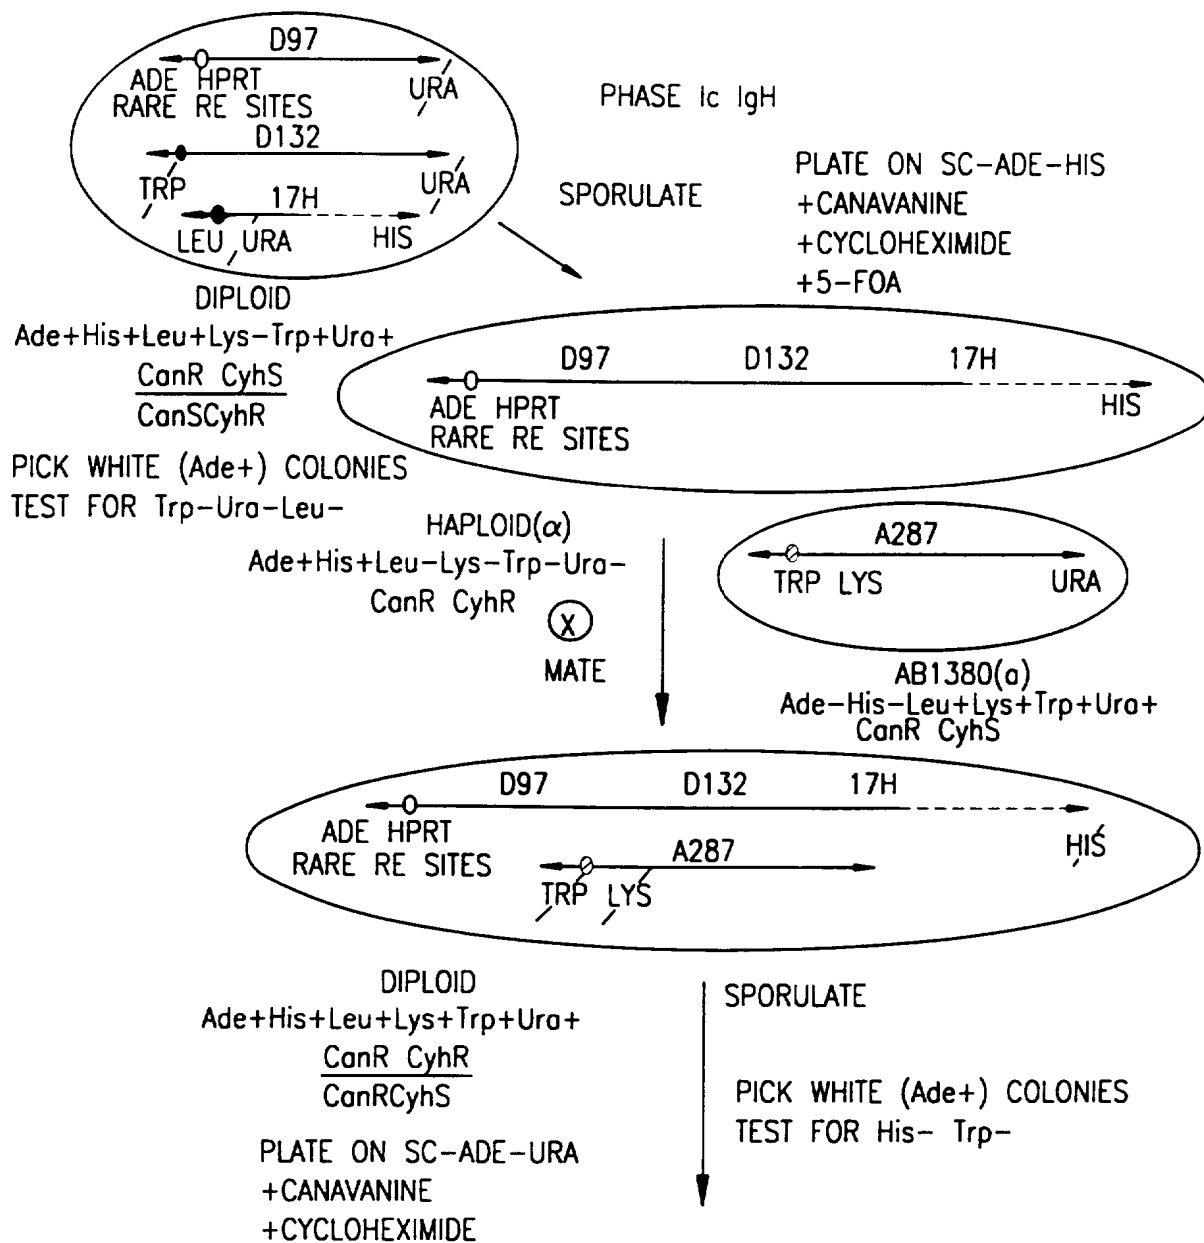 D97
ADE HPRT
RARE RE SITES
URA
D132
TRP
URA
17H
LEU URA
HIS
PHASE Ic IgH
SPORULATE
PLATE ON SC-ADE-HIS
+CANAVANINE
+CYCLOHEXIMIDE
+5-FOA
DIPLOID
Ade+His+Leu+Lys-Trp+Ura+
CanR CyhS
CanSCyhR
PICK WHITE (Ade+) COLONIES
TEST FOR Trp-Ura-Leu-
D97 D132 17H
ADE HPRT
RARE RE SITES
HIS
HAPLOID(α)
Ade+His+Leu-Lys-Trp-Ura-
CanR CyhR
X
MATE
A287
TRP LYS URA
AB1380(a)
Ade-His-Leu+Lys+Trp+Ura+
CanR CyhS
D97 D132 17H
ADE HPRT
RARE RE SITES
HIS
A287
TRP LYS
DIPLOID
Ade+His+Leu+Lys+Trp+Ura+
CanR CyhR
CanRCyhS
PLATE ON SC-ADE-URA
+CANAVANINE
+CYCLOHEXIMIDE
SPORULATE
PICK WHITE (Ade+) COLONIES
TEST FOR His- Trp-